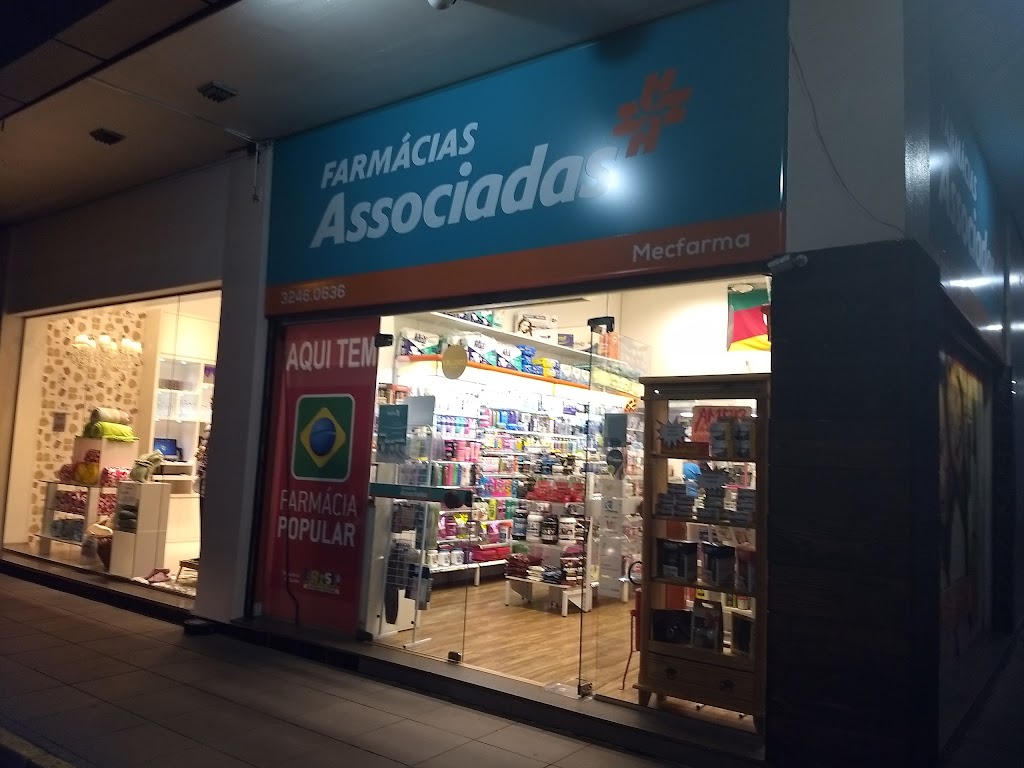 FARMÁCIAS
Associadas
Mecfarma
3246.0636
AQUI TEM
FARMÁCIA
POPULAR